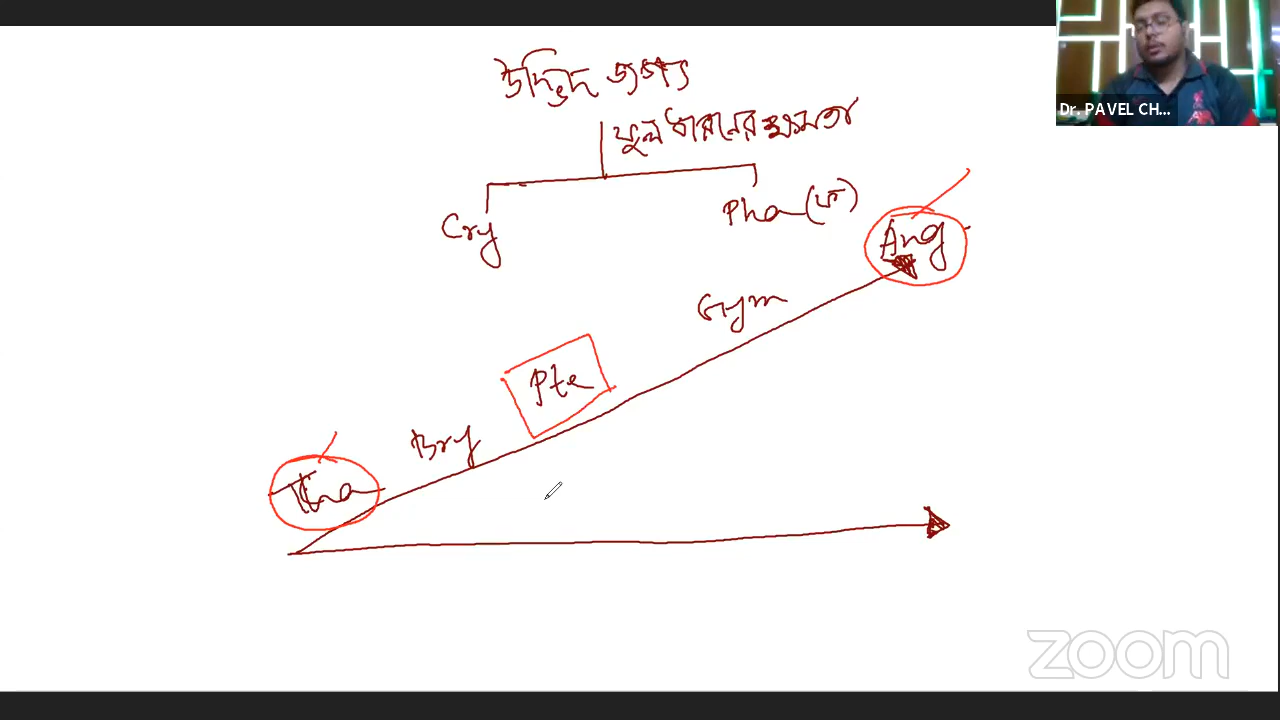 উদ্ভিদ জগৎ
ফুল ধারনের ক্ষমতা
Cry
Pha (ফ)
Ang
Gym
Pte
Bry
Tha
Dr. PAVEL CH...
zoom